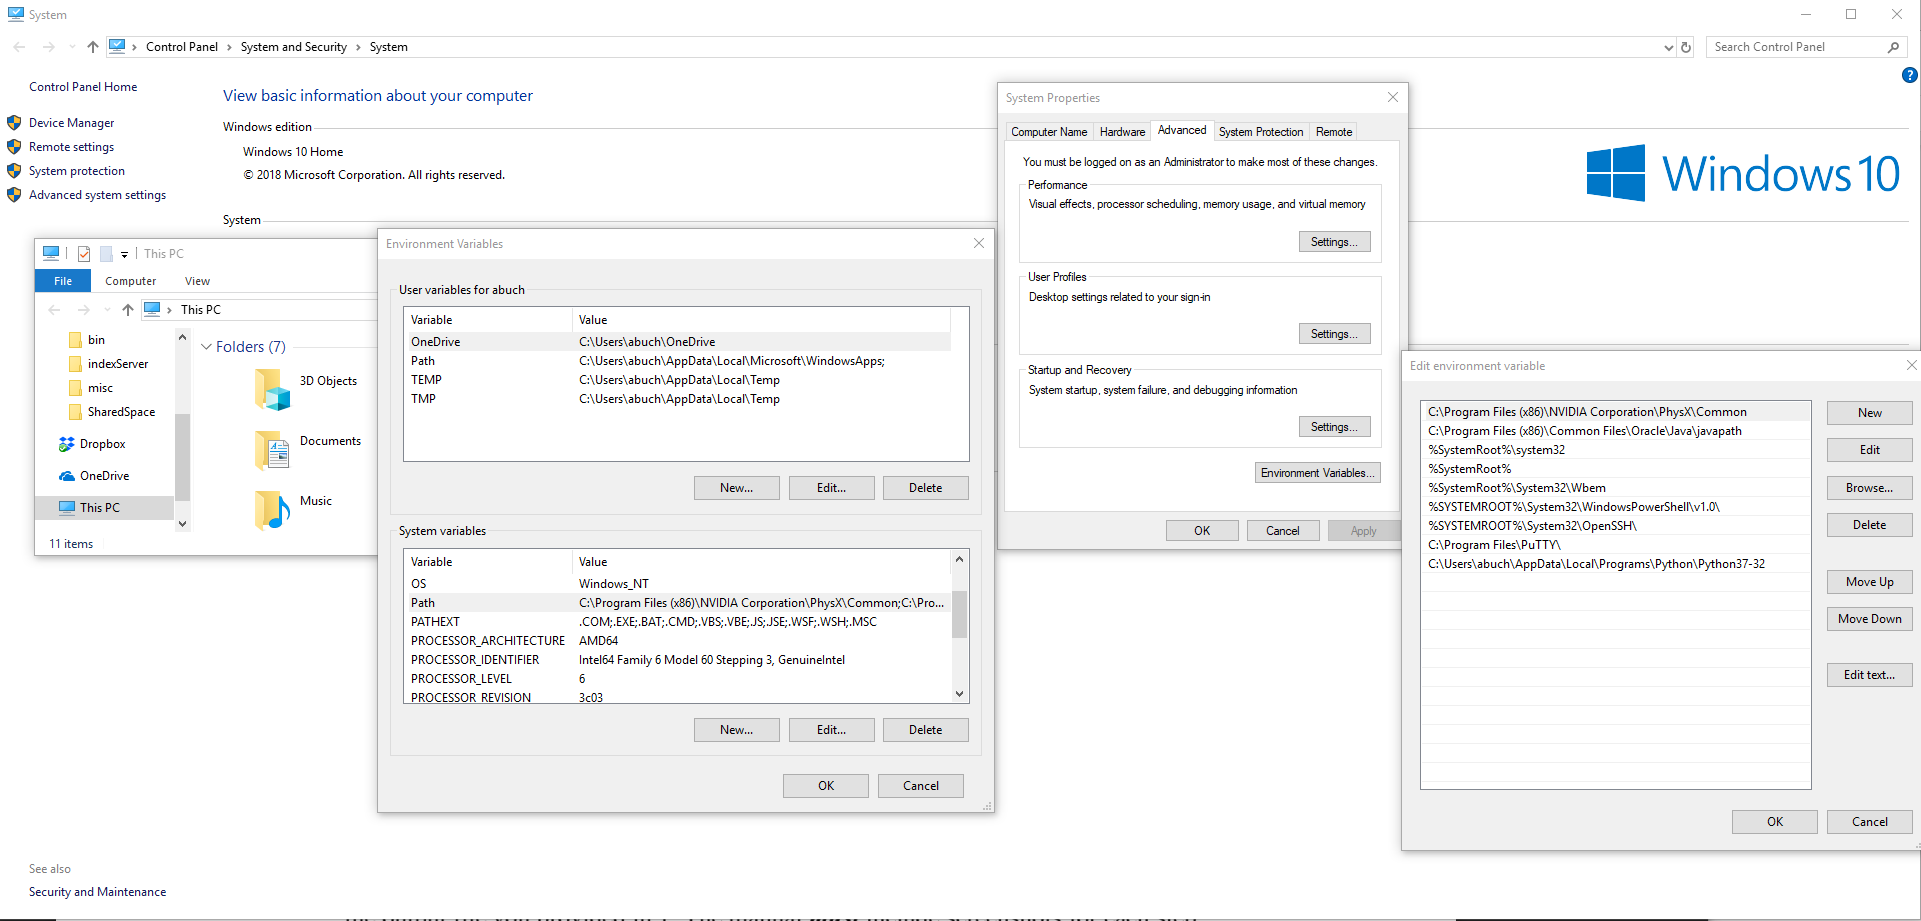 System
Control Panel > System and Security > System
Search Control Panel
Control Panel Home
Device Manager
Remote settings
System protection
Advanced system settings
View basic information about your computer
Windows edition
Windows 10 Home
© 2018 Microsoft Corporation. All rights reserved.
System
Windows 10
This PC
File Computer View
This PC
bin
indexServer
misc
SharedSpace
Dropbox
OneDrive
This PC
Folders (7)
3D Objects
Documents
Music
11 items
Environment Variables
User variables for abuch
Variable Value
OneDrive C:\Users\abuch\OneDrive
Path C:\Users\abuch\AppData\Local\Microsoft\WindowsApps;
TEMP C:\Users\abuch\AppData\Local\Temp
TMP C:\Users\abuch\AppData\Local\Temp
New... Edit... Delete
System variables
Variable Value
OS Windows_NT
Path C:\Program Files (x86)\NVIDIA Corporation\PhysX\Common;C:\Pro...
PATHEXT .COM;.EXE;.BAT;.CMD;.VBS;.VBE;.JS;.JSE;.WSF;.WSH;.MSC
PROCESSOR_ARCHITECTURE AMD64
PROCESSOR_IDENTIFIER Intel64 Family 6 Model 60 Stepping 3, GenuineIntel
PROCESSOR_LEVEL 6
PROCESSOR_REVISION 3c03
New... Edit... Delete
OK Cancel
System Properties
Computer Name Hardware Advanced System Protection Remote
You must be logged on as an Administrator to make most of these changes.
Performance
Visual effects, processor scheduling, memory usage, and virtual memory
Settings...
User Profiles
Desktop settings related to your sign-in
Settings...
Startup and Recovery
System startup, system failure, and debugging information
Settings...
Environment Variables...
OK Cancel Apply
Edit environment variable
C:\Program Files (x86)\NVIDIA Corporation\PhysX\Common
C:\Program Files (x86)\Common Files\Oracle\Java\javapath
%SystemRoot%\system32
%SystemRoot%
%SystemRoot%\System32\Wbem
%SYSTEMROOT%\System32\WindowsPowerShell\v1.0\
%SYSTEMROOT%\System32\OpenSSH\
C:\Program Files\PuTTY\
C:\Users\abuch\AppData\Local\Programs\Python\Python37-32
New
Edit
Browse...
Delete
Move Up
Move Down
Edit text...
OK Cancel
See also
Security and Maintenance